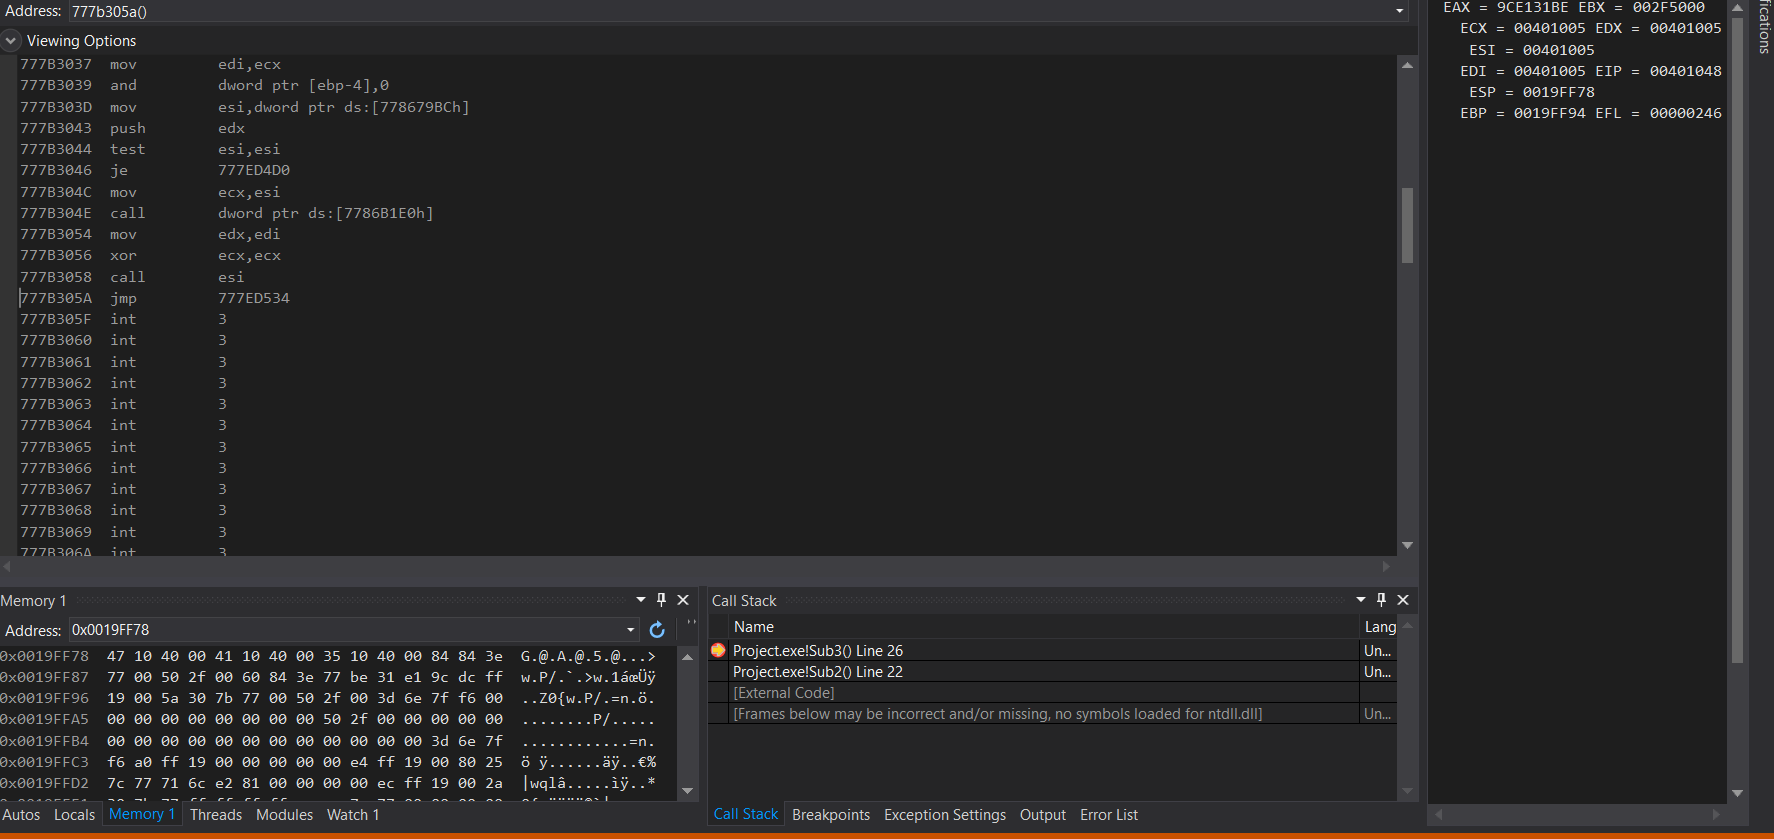 Address: 777b305a()
Viewing Options
777B3037 mov edi,ecx
777B3039 and dword ptr [ebp-4],0
777B303D mov esi,dword ptr ds:[778679BCh]
777B3043 push edx
777B3044 test esi,esi
777B3046 je 777ED4D0
777B304C mov ecx,esi
777B304E call dword ptr ds:[7786B1E0h]
777B3054 mov edx,edi
777B3056 xor ecx,ecx
777B3058 call esi
777B305A jmp 777ED534
777B305F int 3
777B3060 int 3
777B3061 int 3
777B3062 int 3
777B3063 int 3
777B3064 int 3
777B3065 int 3
777B3066 int 3
777B3067 int 3
777B3068 int 3
777B3069 int 3
777B306A int 3
EAX = 9CE131BE EBX = 002F5000
ECX = 00401005 EDX = 00401005
ESI = 00401005
EDI = 00401005 EIP = 00401048
ESP = 0019FF78
EBP = 0019FF94 EFL = 00000246
Memory 1
Address: 0x0019FF78
0x0019FF78 47 10 40 00 41 10 40 00 35 10 40 00 84 84 3e G.@.A.@.5.@...>
0x0019FF87 77 00 50 2f 00 60 84 3e 77 be 31 e1 9c dc ff w.P/.`.>w.1áœÜÿ
0x0019FF96 19 00 5a 30 7b 77 00 50 2f 00 3d 6e 7f f6 00 ..Z0{w.P/.=n.ö.
0x0019FFA5 00 00 00 00 00 00 00 00 50 2f 00 00 00 00 00 ........P/.....
0x0019FFB4 00 00 00 00 00 00 00 00 00 00 00 00 3d 6e 7f ............=n.
0x0019FFC3 f6 a0 ff 19 00 00 00 00 00 e4 ff 19 00 80 25 ö ÿ......äÿ..€%
0x0019FFD2 7c 77 71 6c e2 81 00 00 00 00 ec ff 19 00 2a |wqlâ.....ìÿ..*
Autos Locals Memory 1 Threads Modules Watch 1
Call Stack
Name Lang
Project.exe!Sub3() Line 26 Un...
Project.exe!Sub2() Line 22 Un...
[External Code]
[Frames below may be incorrect and/or missing, no symbols loaded for ntdll.dll] Un...
Call Stack Breakpoints Exception Settings Output Error List